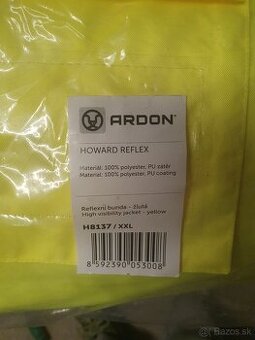 ARDON
HOWARD REFLEX
Materiál: 100% polyester, PU zátěr
Material: 100% polyester, PU coating
Reflexní bunda - žlutá
High visibility jacket - yellow
H8137/XXL
8 592390 053008
© Bazoš.sk